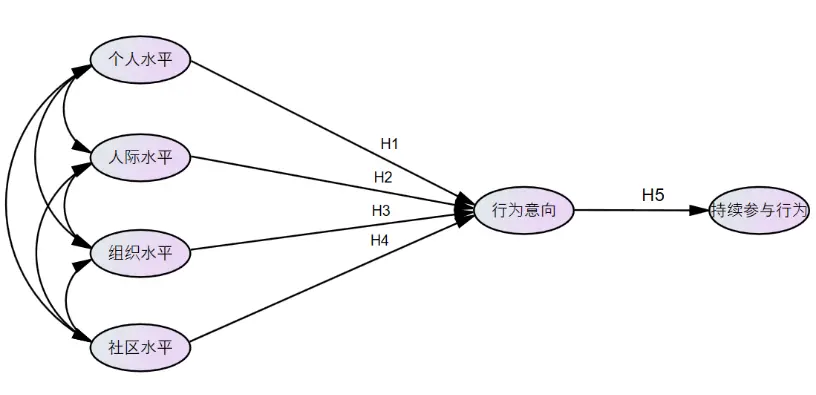 个人水平
H1
人际水平
H2
H3
行为意向
H5
持续参与行为
组织水平
H4
社区水平